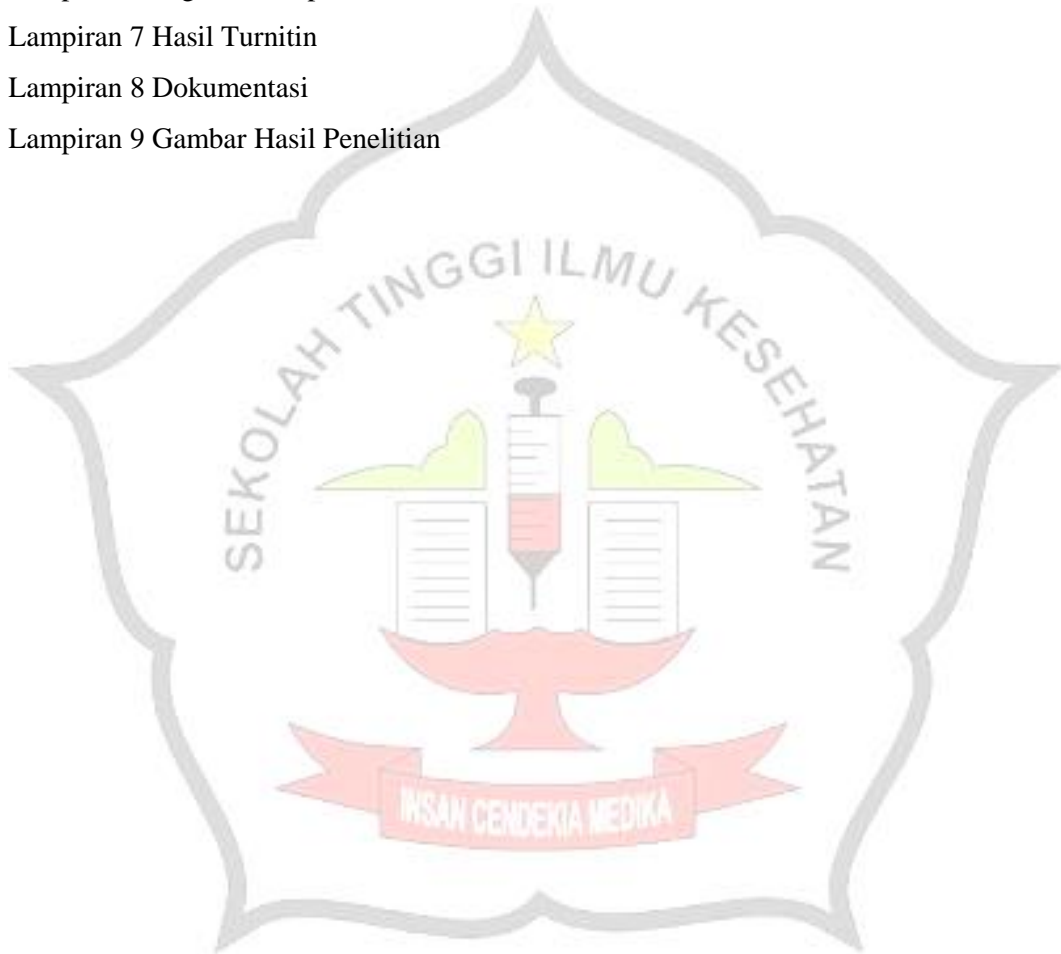 Lampiran 7 Hasil Turnitin
Lampiran 8 Dokumentasi
Lampiran 9 Gambar Hasil Penelitian
SEKOLAH TINGGI ILMU KESEHATAN
INSAN CENDEKIA MEDIKA